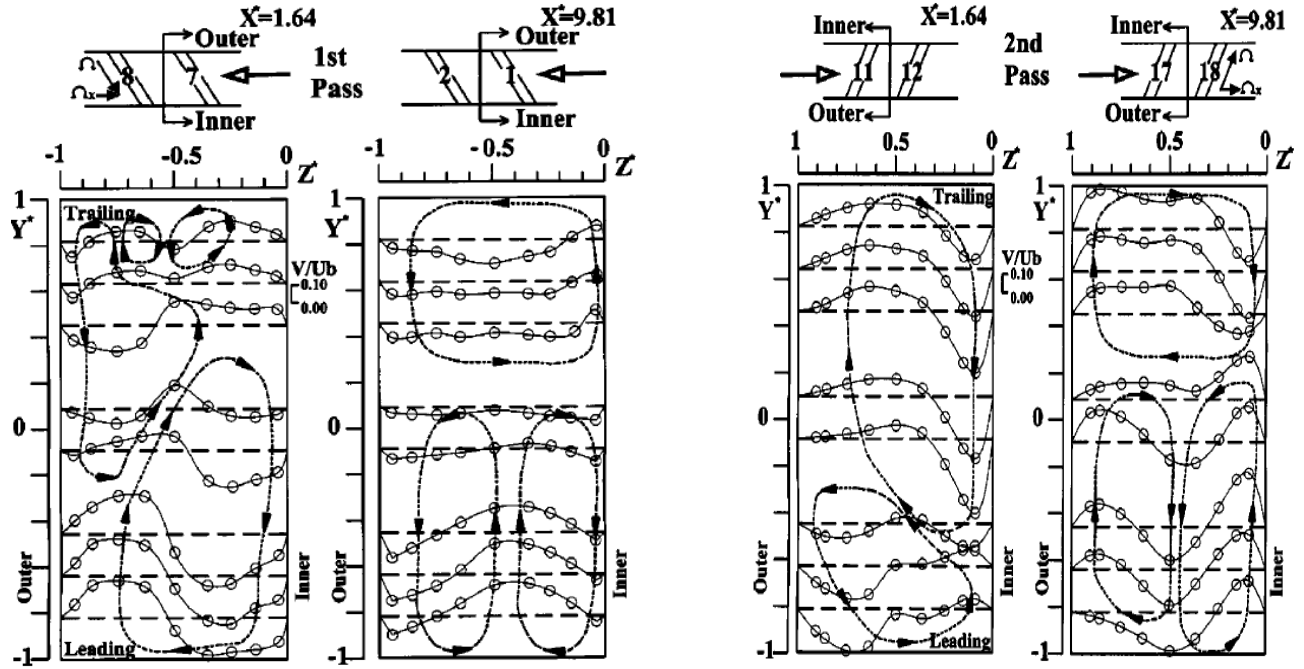 X*=1.64
Outer
8
7
Ω
Ωx
Inner
1st
Pass
X*=9.81
Outer
2
1
Inner
X*=1.64
Inner
11
12
Outer
2nd
Pass
X*=9.81
Inner
17
18
Ω
Ωx
Outer
-1 -0.5 0
Z*
-1 -0.5 0
Z*
1 0.5 0
Z*
1 0.5 0
Z*
1
Y*
Trailing
V/Ub
0.10
0.00
0
Outer
Inner
-1
Leading
1
Y*
0
Outer
Inner
-1
1
Y*
Trailing
V/Ub
0.10
0.00
0
Outer
Inner
-1
Leading
1
Y*
0
Outer
Inner
-1